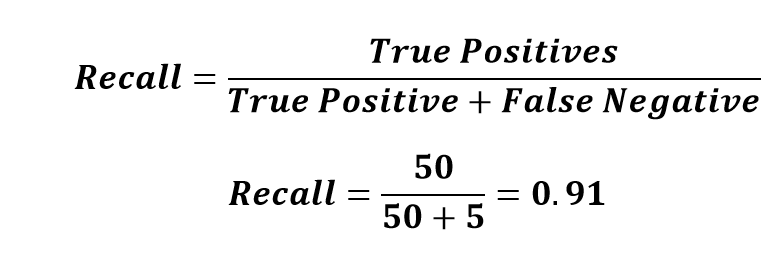 Recall = True Positives / True Positive + False Negative
Recall = 50 / 50 + 5 = 0.91